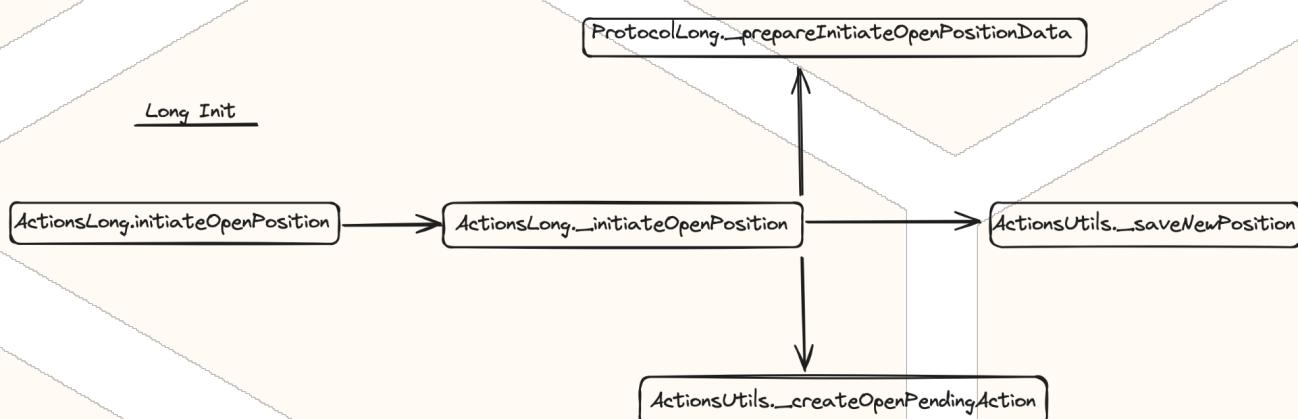 ProtocolLong._prepareInitiateOpenPositionData
Long Init
ActionsLong.initiateOpenPosition
ActionsLong._initiateOpenPosition
ActionsUtils._saveNewPosition
ActionsUtils._createOpenPendingAction